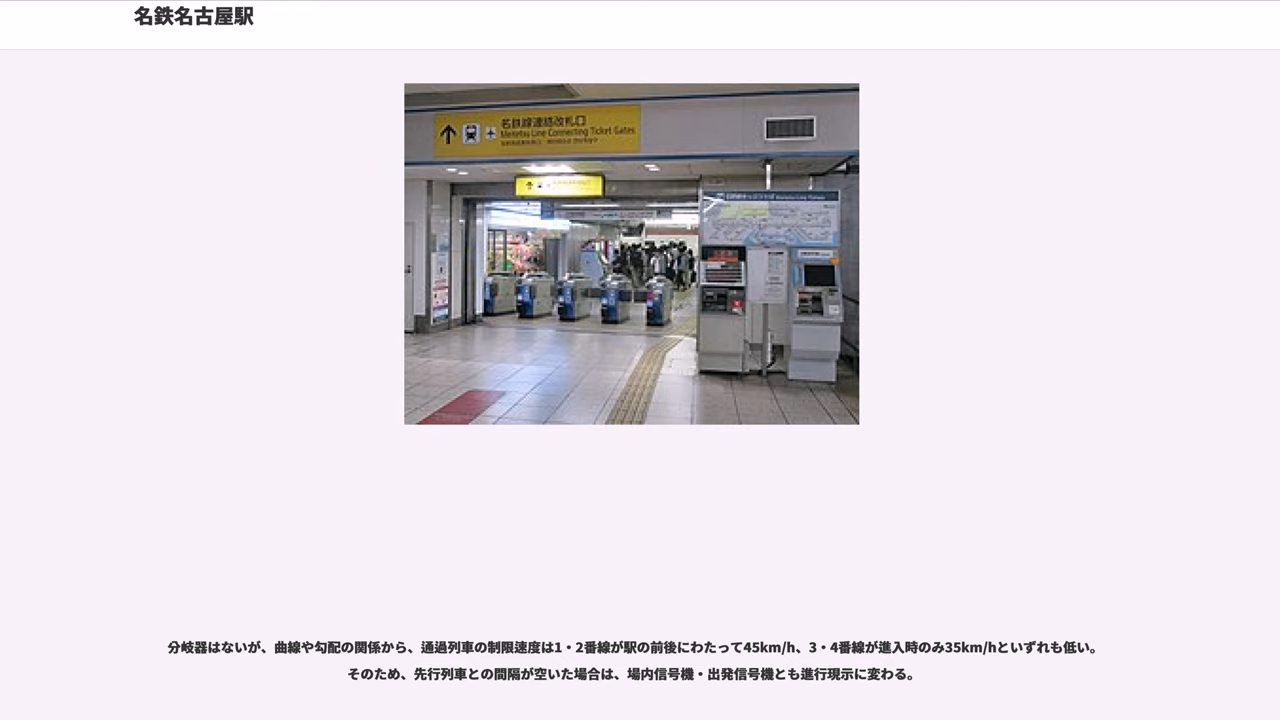 名鉄名古屋駅
名鉄線連絡改札口
Meitetsu Line Connecting Ticket Gates
分岐器はないが、曲線や勾配の関係から、通過列車の制限速度は1・2番線が駅の前後にわたって45km/h、3・4番線が進入時のみ35km/hといずれも低い。
そのため、先行列車との間隔が空いた場合は、場内信号機・出発信号機とも進行現示に変わる。